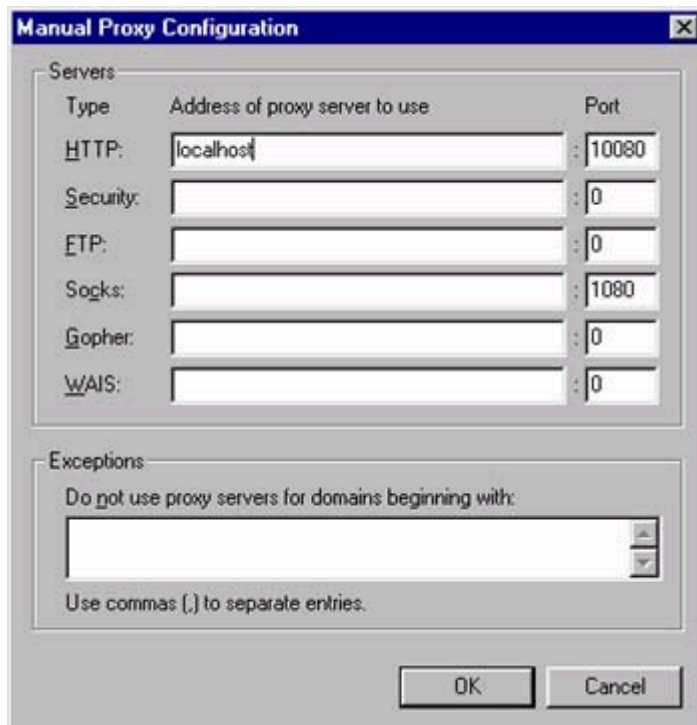 Manual Proxy Configuration
Servers
Type Address of proxy server to use Port
HTTP: localhost : 10080
Security: : 0
FTP: : 0
Socks: : 1080
Gopher: : 0
WAIS: : 0
Exceptions
Do not use proxy servers for domains beginning with:
Use commas (,) to separate entries.
OK Cancel